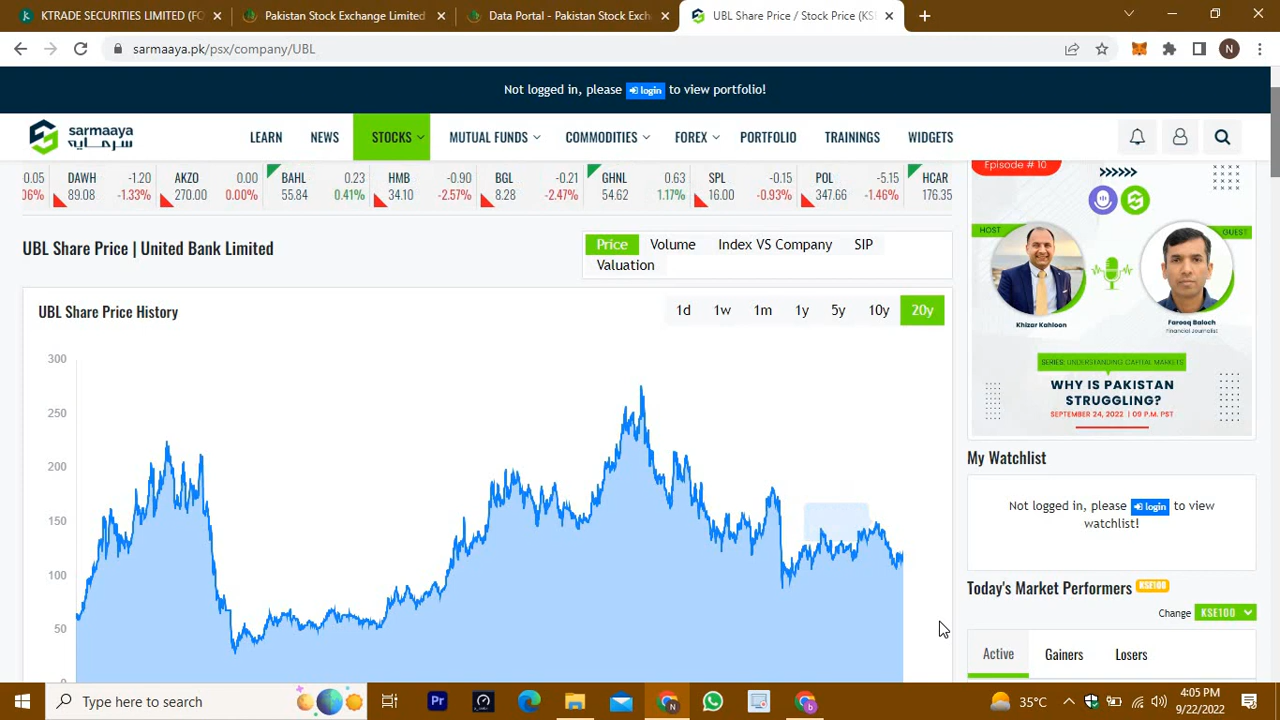 KTRADE SECURITIES LIMITED (FO
Pakistan Stock Exchange Limited
Data Portal - Pakistan Stock Exch
UBL Share Price / Stock Price (KSE
sarmaaya.pk/psx/company/UBL
N
Not logged in, please login to view portfolio!
sarmaaya
سرمایہ
LEARN
NEWS
STOCKS
MUTUAL FUNDS
COMMODITIES
FOREX
PORTFOLIO
TRAININGS
WIDGETS
0.05 DAWH -1.20 AKZO 0.00 BAHL 0.23 HMB -0.90 BGL -0.21 GHNL 0.63 SPL -0.15 POL -5.15 HCAR
06% 89.08 -1.33% 270.00 0.00% 55.84 0.41% 34.10 -2.57% 8.28 -2.47% 54.62 1.17% 16.00 -0.93% 347.66 -1.46% 176.35
UBL Share Price | United Bank Limited
Price Volume Index VS Company SIP
Valuation
UBL Share Price History
1d 1w 1m 1y 5y 10y 20y
300
250
200
150
100
50
Episode # 10
>>>>>>
HOST
GUEST
Khizar Kahloon
Farooq Baloch
Financial Journalist
SERIES: UNDERSTANDING CAPITAL MARKETS
WHY IS PAKISTAN
STRUGGLING?
SEPTEMBER 24, 2022 | 09 P.M. PST
My Watchlist
Not logged in, please login to view
watchlist!
Today's Market Performers KSE100
Change KSE100
Active Gainers Losers
Type here to search
Pr
N
b
35°C
4:05 PM
9/22/2022